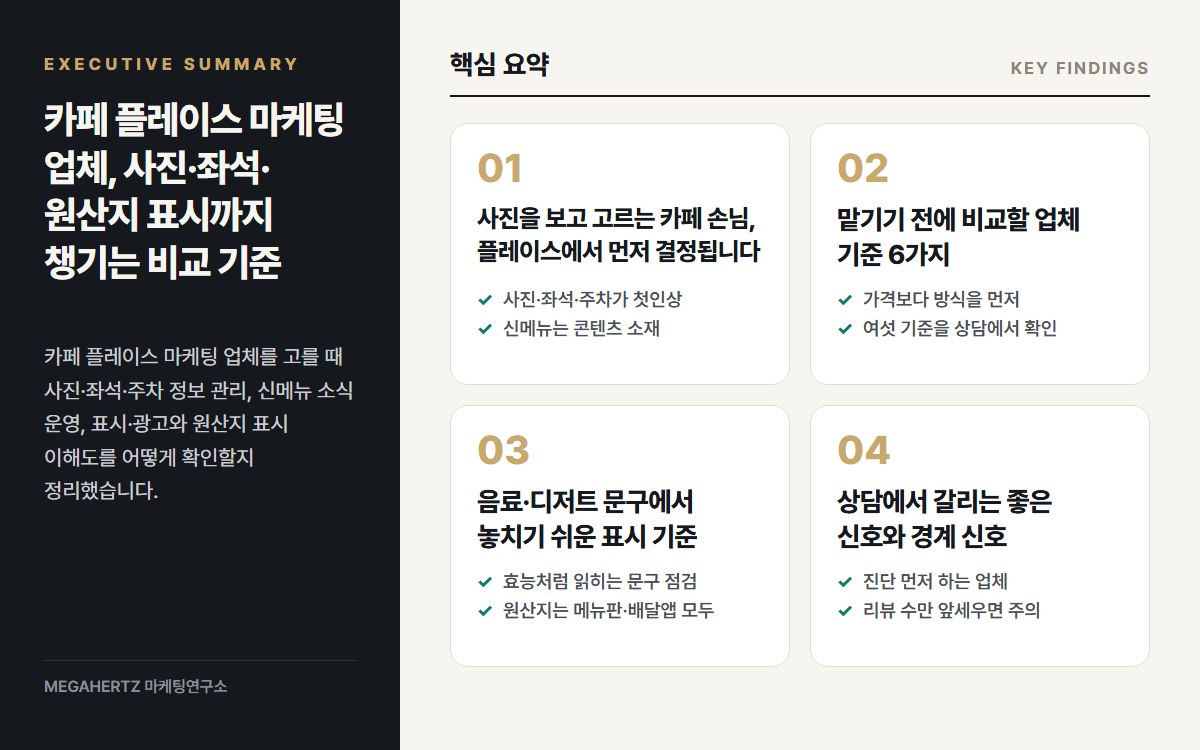 EXECUTIVE SUMMARY
카페 플레이스 마케팅
업체, 사진·좌석·
원산지 표시까지
챙기는 비교 기준
카페 플레이스 마케팅 업체를 고를 때
사진·좌석·주차 정보 관리, 신메뉴 소식
운영, 표시·광고와 원산지 표시
이해도를 어떻게 확인할지
정리했습니다.
MEGAHERTZ 마케팅연구소
핵심 요약
KEY FINDINGS
01
사진을 보고 고르는 카페 손님,
플레이스에서 먼저 결정됩니다
사진·좌석·주차가 첫인상
신메뉴는 콘텐츠 소재
02
맡기기 전에 비교할 업체
기준 6가지
가격보다 방식을 먼저
여섯 기준을 상담에서 확인
03
음료·디저트 문구에서
놓치기 쉬운 표시 기준
효능처럼 읽히는 문구 점검
원산지는 메뉴판·배달앱 모두
04
상담에서 갈리는 좋은
신호와 경계 신호
진단 먼저 하는 업체
리뷰 수만 앞세우면 주의